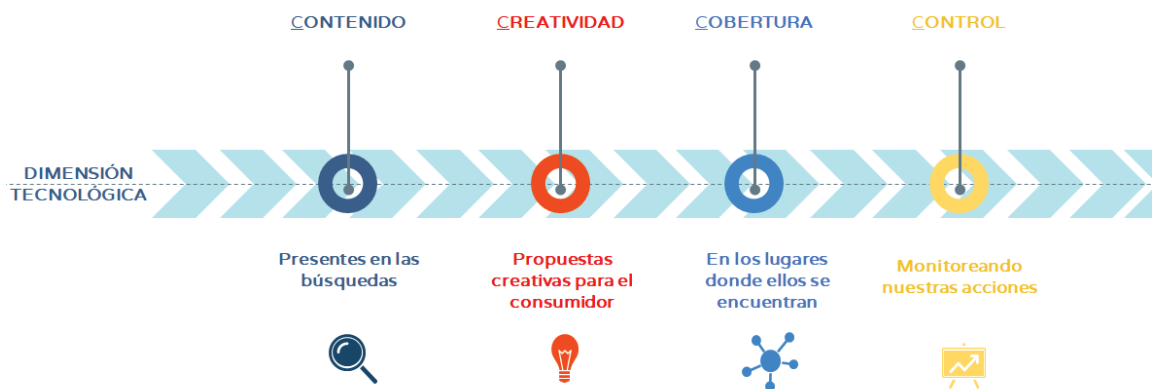 CONTENIDO
CREATIVIDAD
COBERTURA
CONTROL
DIMENSIÓN
TECNOLÓGICA
Presentes en las
búsquedas
Propuestas
creativas para el
consumidor
En los lugares
donde ellos se
encuentran
Monitoreando
nuestras acciones